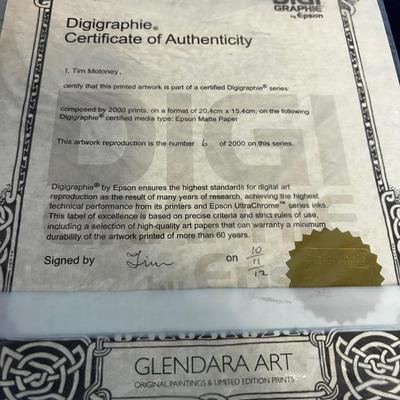 DIGI
GRAPHIE®
by Epson
Digigraphie®
Certificate of Authenticity
I, Tim Moloney,
certify that this printed artwork is part of a certified Digigraphie® series:
composed by 2000 prints, on a format of 20,4cm x 15,4cm, on the following
Digigraphie® certified media type: Epson Matte Paper
This artwork reproduction is the number 6 of 2000 on this series.
Digigraphie® by Epson ensures the highest standards for digital art
reproduction as the result of many years of research, achieving the highest
technical performance from its printers and Epson UltraChrome™ series inks.
This label of excellence is based on precise criteria and strict rules of use,
including a selection of high-quality art papers that can warranty a minimum
durability of the artwork printed of more than 60 years.
Signed by Tim on 10
11
12
GLENDARA ART
ORIGINAL PAINTINGS & LIMITED EDITION PRINTS